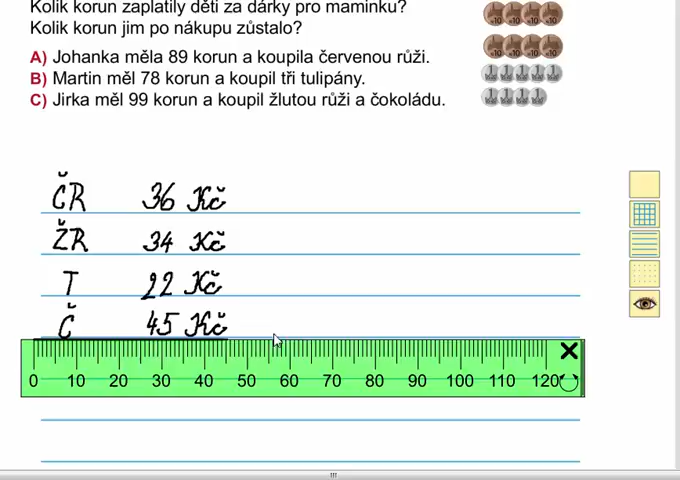 Kolik korun zaplatily děti za dárky pro maminku?
Kolik korun jim po nákupu zůstalo?
A) Johanka měla 89 korun a koupila červenou růži.
B) Martin měl 78 korun a koupil tři tulipány.
C) Jirka měl 99 korun a koupil žlutou růži a čokoládu.
ČR 36 Kč
ŽR 34 Kč
T 22 Kč
Č 45 Kč
0 10 20 30 40 50 60 70 80 90 100 110 120